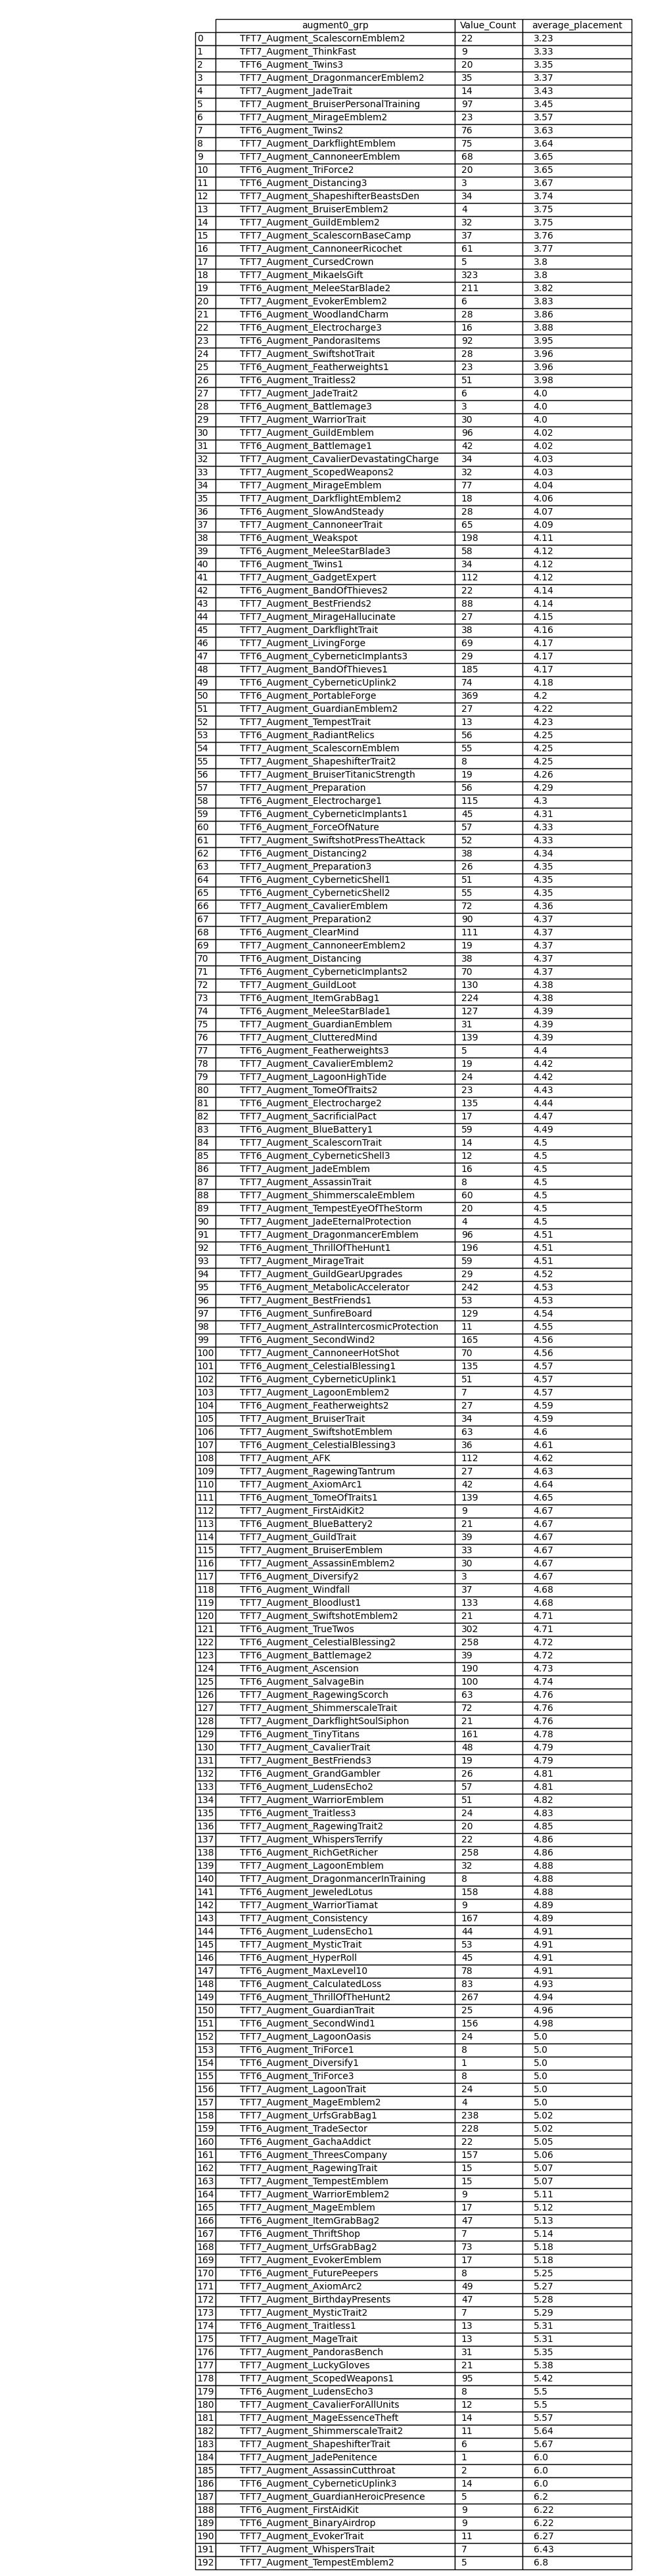 augment0_grp Value_Count average_placement
0 TFT7_Augment_ScalescornEmblem2 22 3.23
1 TFT7_Augment_ThinkFast 9 3.33
2 TFT6_Augment_Twins3 20 3.35
3 TFT7_Augment_DragonmancerEmblem2 35 3.37
4 TFT7_Augment_JadeTrait 14 3.43
5 TFT7_Augment_BruiserPersonalTraining 97 3.45
6 TFT7_Augment_MirageEmblem2 23 3.57
7 TFT6_Augment_Twins2 76 3.63
8 TFT7_Augment_DarkflightEmblem 75 3.64
9 TFT7_Augment_CannoneerEmblem 68 3.65
10 TFT6_Augment_TriForce2 20 3.65
11 TFT6_Augment_Distancing3 3 3.67
12 TFT7_Augment_ShapeshifterBeastsDen 34 3.74
13 TFT7_Augment_BruiserEmblem2 4 3.75
14 TFT7_Augment_GuildEmblem2 32 3.75
15 TFT7_Augment_ScalescornBaseCamp 37 3.76
16 TFT7_Augment_CannoneerRicochet 61 3.77
17 TFT7_Augment_CursedCrown 5 3.8
18 TFT7_Augment_MikaelsGift 323 3.8
19 TFT6_Augment_MeleeStarBlade2 211 3.82
20 TFT7_Augment_EvokerEmblem2 6 3.83
21 TFT6_Augment_WoodlandCharm 28 3.86
22 TFT6_Augment_Electrocharge3 16 3.88
23 TFT6_Augment_PandorasItems 92 3.95
24 TFT7_Augment_SwiftshotTrait 28 3.96
25 TFT6_Augment_Featherweights1 23 3.96
26 TFT6_Augment_Traitless2 51 3.98
27 TFT7_Augment_JadeTrait2 6 4.0
28 TFT6_Augment_Battlemage3 3 4.0
29 TFT7_Augment_WarriorTrait 30 4.0
30 TFT7_Augment_GuildEmblem 96 4.02
31 TFT6_Augment_Battlemage1 42 4.02
32 TFT7_Augment_CavalierDevastatingCharge 34 4.03
33 TFT7_Augment_ScopedWeapons2 32 4.03
34 TFT7_Augment_MirageEmblem 77 4.04
35 TFT7_Augment_DarkflightEmblem2 18 4.06
36 TFT6_Augment_SlowAndSteady 28 4.07
37 TFT7_Augment_CannoneerTrait 65 4.09
38 TFT6_Augment_Weakspot 198 4.11
39 TFT6_Augment_MeleeStarBlade3 58 4.12
40 TFT6_Augment_Twins1 34 4.12
41 TFT7_Augment_GadgetExpert 112 4.12
42 TFT6_Augment_BandOfThieves2 22 4.14
43 TFT7_Augment_BestFriends2 88 4.14
44 TFT7_Augment_MirageHallucinate 27 4.15
45 TFT7_Augment_DarkflightTrait 38 4.16
46 TFT7_Augment_LivingForge 69 4.17
47 TFT6_Augment_CyberneticImplants3 29 4.17
48 TFT7_Augment_BandOfThieves1 185 4.17
49 TFT6_Augment_CyberneticUplink2 74 4.18
50 TFT6_Augment_PortableForge 369 4.2
51 TFT7_Augment_GuardianEmblem2 27 4.22
52 TFT7_Augment_TempestTrait 13 4.23
53 TFT6_Augment_RadiantRelics 56 4.25
54 TFT7_Augment_ScalescornEmblem 55 4.25
55 TFT7_Augment_ShapeshifterTrait2 8 4.25
56 TFT7_Augment_BruiserTitanicStrength 19 4.26
57 TFT7_Augment_Preparation 56 4.29
58 TFT6_Augment_Electrocharge1 115 4.3
59 TFT6_Augment_CyberneticImplants1 45 4.31
60 TFT6_Augment_ForceOfNature 57 4.33
61 TFT7_Augment_SwiftshotPressTheAttack 52 4.33
62 TFT6_Augment_Distancing2 38 4.34
63 TFT7_Augment_Preparation3 26 4.35
64 TFT6_Augment_CyberneticShell1 51 4.35
65 TFT6_Augment_CyberneticShell2 55 4.35
66 TFT7_Augment_CavalierEmblem 72 4.36
67 TFT7_Augment_Preparation2 90 4.37
68 TFT6_Augment_ClearMind 111 4.37
69 TFT7_Augment_CannoneerEmblem2 19 4.37
70 TFT6_Augment_Distancing 38 4.37
71 TFT6_Augment_CyberneticImplants2 70 4.37
72 TFT7_Augment_GuildLoot 130 4.38
73 TFT6_Augment_ItemGrabBag1 224 4.38
74 TFT6_Augment_MeleeStarBlade1 127 4.39
75 TFT7_Augment_GuardianEmblem 31 4.39
76 TFT7_Augment_ClutteredMind 139 4.39
77 TFT6_Augment_Featherweights3 5 4.4
78 TFT7_Augment_CavalierEmblem2 19 4.42
79 TFT7_Augment_LagoonHighTide 24 4.42
80 TFT7_Augment_TomeOfTraits2 23 4.43
81 TFT6_Augment_Electrocharge2 135 4.44
82 TFT7_Augment_SacrificialPact 17 4.47
83 TFT6_Augment_BlueBattery1 59 4.49
84 TFT7_Augment_ScalescornTrait 14 4.5
85 TFT6_Augment_CyberneticShell3 12 4.5
86 TFT7_Augment_JadeEmblem 16 4.5
87 TFT7_Augment_AssassinTrait 8 4.5
88 TFT7_Augment_ShimmerscaleEmblem 60 4.5
89 TFT7_Augment_TempestEyeOfTheStorm 20 4.5
90 TFT7_Augment_JadeEternalProtection 4 4.5
91 TFT7_Augment_DragonmancerEmblem 96 4.51
92 TFT6_Augment_ThrillOfTheHunt1 196 4.51
93 TFT7_Augment_MirageTrait 59 4.51
94 TFT7_Augment_GuildGearUpgrades 29 4.52
95 TFT6_Augment_MetabolicAccelerator 242 4.53
96 TFT7_Augment_BestFriends1 53 4.53
97 TFT6_Augment_SunfireBoard 129 4.54
98 TFT7_Augment_AstralIntercosmicProtection 11 4.55
99 TFT6_Augment_SecondWind2 165 4.56
100 TFT7_Augment_CannoneerHotShot 70 4.56
101 TFT6_Augment_CelestialBlessing1 135 4.57
102 TFT6_Augment_CyberneticUplink1 51 4.57
103 TFT7_Augment_LagoonEmblem2 7 4.57
104 TFT6_Augment_Featherweights2 27 4.59
105 TFT7_Augment_BruiserTrait 34 4.59
106 TFT7_Augment_SwiftshotEmblem 63 4.6
107 TFT6_Augment_CelestialBlessing3 36 4.61
108 TFT7_Augment_AFK 112 4.62
109 TFT7_Augment_RagewingTantrum 27 4.63
110 TFT7_Augment_AxiomArc1 42 4.64
111 TFT6_Augment_TomeOfTraits1 139 4.65
112 TFT7_Augment_FirstAidKit2 9 4.67
113 TFT6_Augment_BlueBattery2 21 4.67
114 TFT7_Augment_GuildTrait 39 4.67
115 TFT7_Augment_BruiserEmblem 33 4.67
116 TFT7_Augment_AssassinEmblem2 30 4.67
117 TFT6_Augment_Diversify2 3 4.67
118 TFT6_Augment_Windfall 37 4.68
119 TFT7_Augment_Bloodlust1 133 4.68
120 TFT7_Augment_SwiftshotEmblem2 21 4.71
121 TFT6_Augment_TrueTwos 302 4.71
122 TFT6_Augment_CelestialBlessing2 258 4.72
123 TFT6_Augment_Battlemage2 39 4.72
124 TFT6_Augment_Ascension 190 4.73
125 TFT6_Augment_SalvageBin 100 4.74
126 TFT7_Augment_RagewingScorch 63 4.76
127 TFT7_Augment_ShimmerscaleTrait 72 4.76
128 TFT7_Augment_DarkflightSoulSiphon 21 4.76
129 TFT6_Augment_TinyTitans 161 4.78
130 TFT7_Augment_CavalierTrait 48 4.79
131 TFT7_Augment_BestFriends3 19 4.79
132 TFT6_Augment_GrandGambler 26 4.81
133 TFT6_Augment_LudensEcho2 57 4.81
134 TFT7_Augment_WarriorEmblem 51 4.82
135 TFT6_Augment_Traitless3 24 4.83
136 TFT7_Augment_RagewingTrait2 20 4.85
137 TFT7_Augment_WhispersTerrify 22 4.86
138 TFT6_Augment_RichGetRicher 258 4.86
139 TFT7_Augment_LagoonEmblem 32 4.88
140 TFT7_Augment_DragonmancerInTraining 8 4.88
141 TFT6_Augment_JeweledLotus 158 4.88
142 TFT7_Augment_WarriorTiamat 9 4.89
143 TFT7_Augment_Consistency 167 4.89
144 TFT6_Augment_LudensEcho1 44 4.91
145 TFT7_Augment_MysticTrait 53 4.91
146 TFT6_Augment_HyperRoll 45 4.91
147 TFT7_Augment_MaxLevel10 78 4.91
148 TFT6_Augment_CalculatedLoss 83 4.93
149 TFT6_Augment_ThrillOfTheHunt2 267 4.94
150 TFT7_Augment_GuardianTrait 25 4.96
151 TFT6_Augment_SecondWind1 156 4.98
152 TFT7_Augment_LagoonOasis 24 5.0
153 TFT6_Augment_TriForce1 8 5.0
154 TFT6_Augment_Diversify1 1 5.0
155 TFT6_Augment_TriForce3 8 5.0
156 TFT7_Augment_LagoonTrait 24 5.0
157 TFT7_Augment_MageEmblem2 4 5.0
158 TFT7_Augment_UrfsGrabBag1 238 5.02
159 TFT6_Augment_TradeSector 228 5.02
160 TFT7_Augment_GachaAddict 22 5.05
161 TFT6_Augment_ThreesCompany 157 5.06
162 TFT7_Augment_RagewingTrait 15 5.07
163 TFT7_Augment_TempestEmblem 15 5.07
164 TFT7_Augment_WarriorEmblem2 9 5.11
165 TFT7_Augment_MageEmblem 17 5.12
166 TFT6_Augment_ItemGrabBag2 47 5.13
167 TFT6_Augment_ThriftShop 7 5.14
168 TFT7_Augment_UrfsGrabBag2 73 5.18
169 TFT7_Augment_EvokerEmblem 17 5.18
170 TFT6_Augment_FuturePeepers 8 5.25
171 TFT7_Augment_AxiomArc2 49 5.27
172 TFT7_Augment_BirthdayPresents 47 5.28
173 TFT7_Augment_MysticTrait2 7 5.29
174 TFT6_Augment_Traitless1 13 5.31
175 TFT7_Augment_MageTrait 13 5.31
176 TFT7_Augment_PandorasBench 31 5.35
177 TFT7_Augment_LuckyGloves 21 5.38
178 TFT7_Augment_ScopedWeapons1 95 5.42
179 TFT6_Augment_LudensEcho3 8 5.5
180 TFT7_Augment_CavalierForAllUnits 12 5.5
181 TFT7_Augment_MageEssenceTheft 14 5.57
182 TFT7_Augment_ShimmerscaleTrait2 11 5.64
183 TFT7_Augment_ShapeshifterTrait 6 5.67
184 TFT7_Augment_JadePenitence 1 6.0
185 TFT7_Augment_AssassinCutthroat 2 6.0
186 TFT6_Augment_CyberneticUplink3 14 6.0
187 TFT7_Augment_GuardianHeroicPresence 5 6.2
188 TFT6_Augment_FirstAidKit 9 6.22
189 TFT6_Augment_BinaryAirdrop 9 6.22
190 TFT7_Augment_EvokerTrait 11 6.27
191 TFT7_Augment_WhispersTrait 7 6.43
192 TFT7_Augment_TempestEmblem2 5 6.8